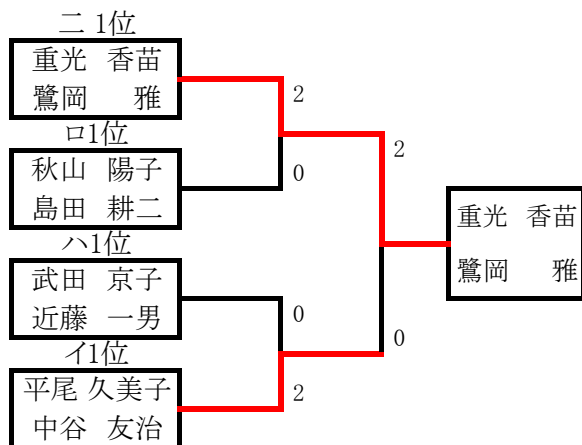 ニ 1位
重光 香苗
鷺岡 雅
2
ロ1位
0
秋山 陽子
島田 耕二
2
重光 香苗
鷺岡 雅
ハ1位
武田 京子
近藤 一男
0
0
イ1位
平尾 久美子
中谷 友治
2